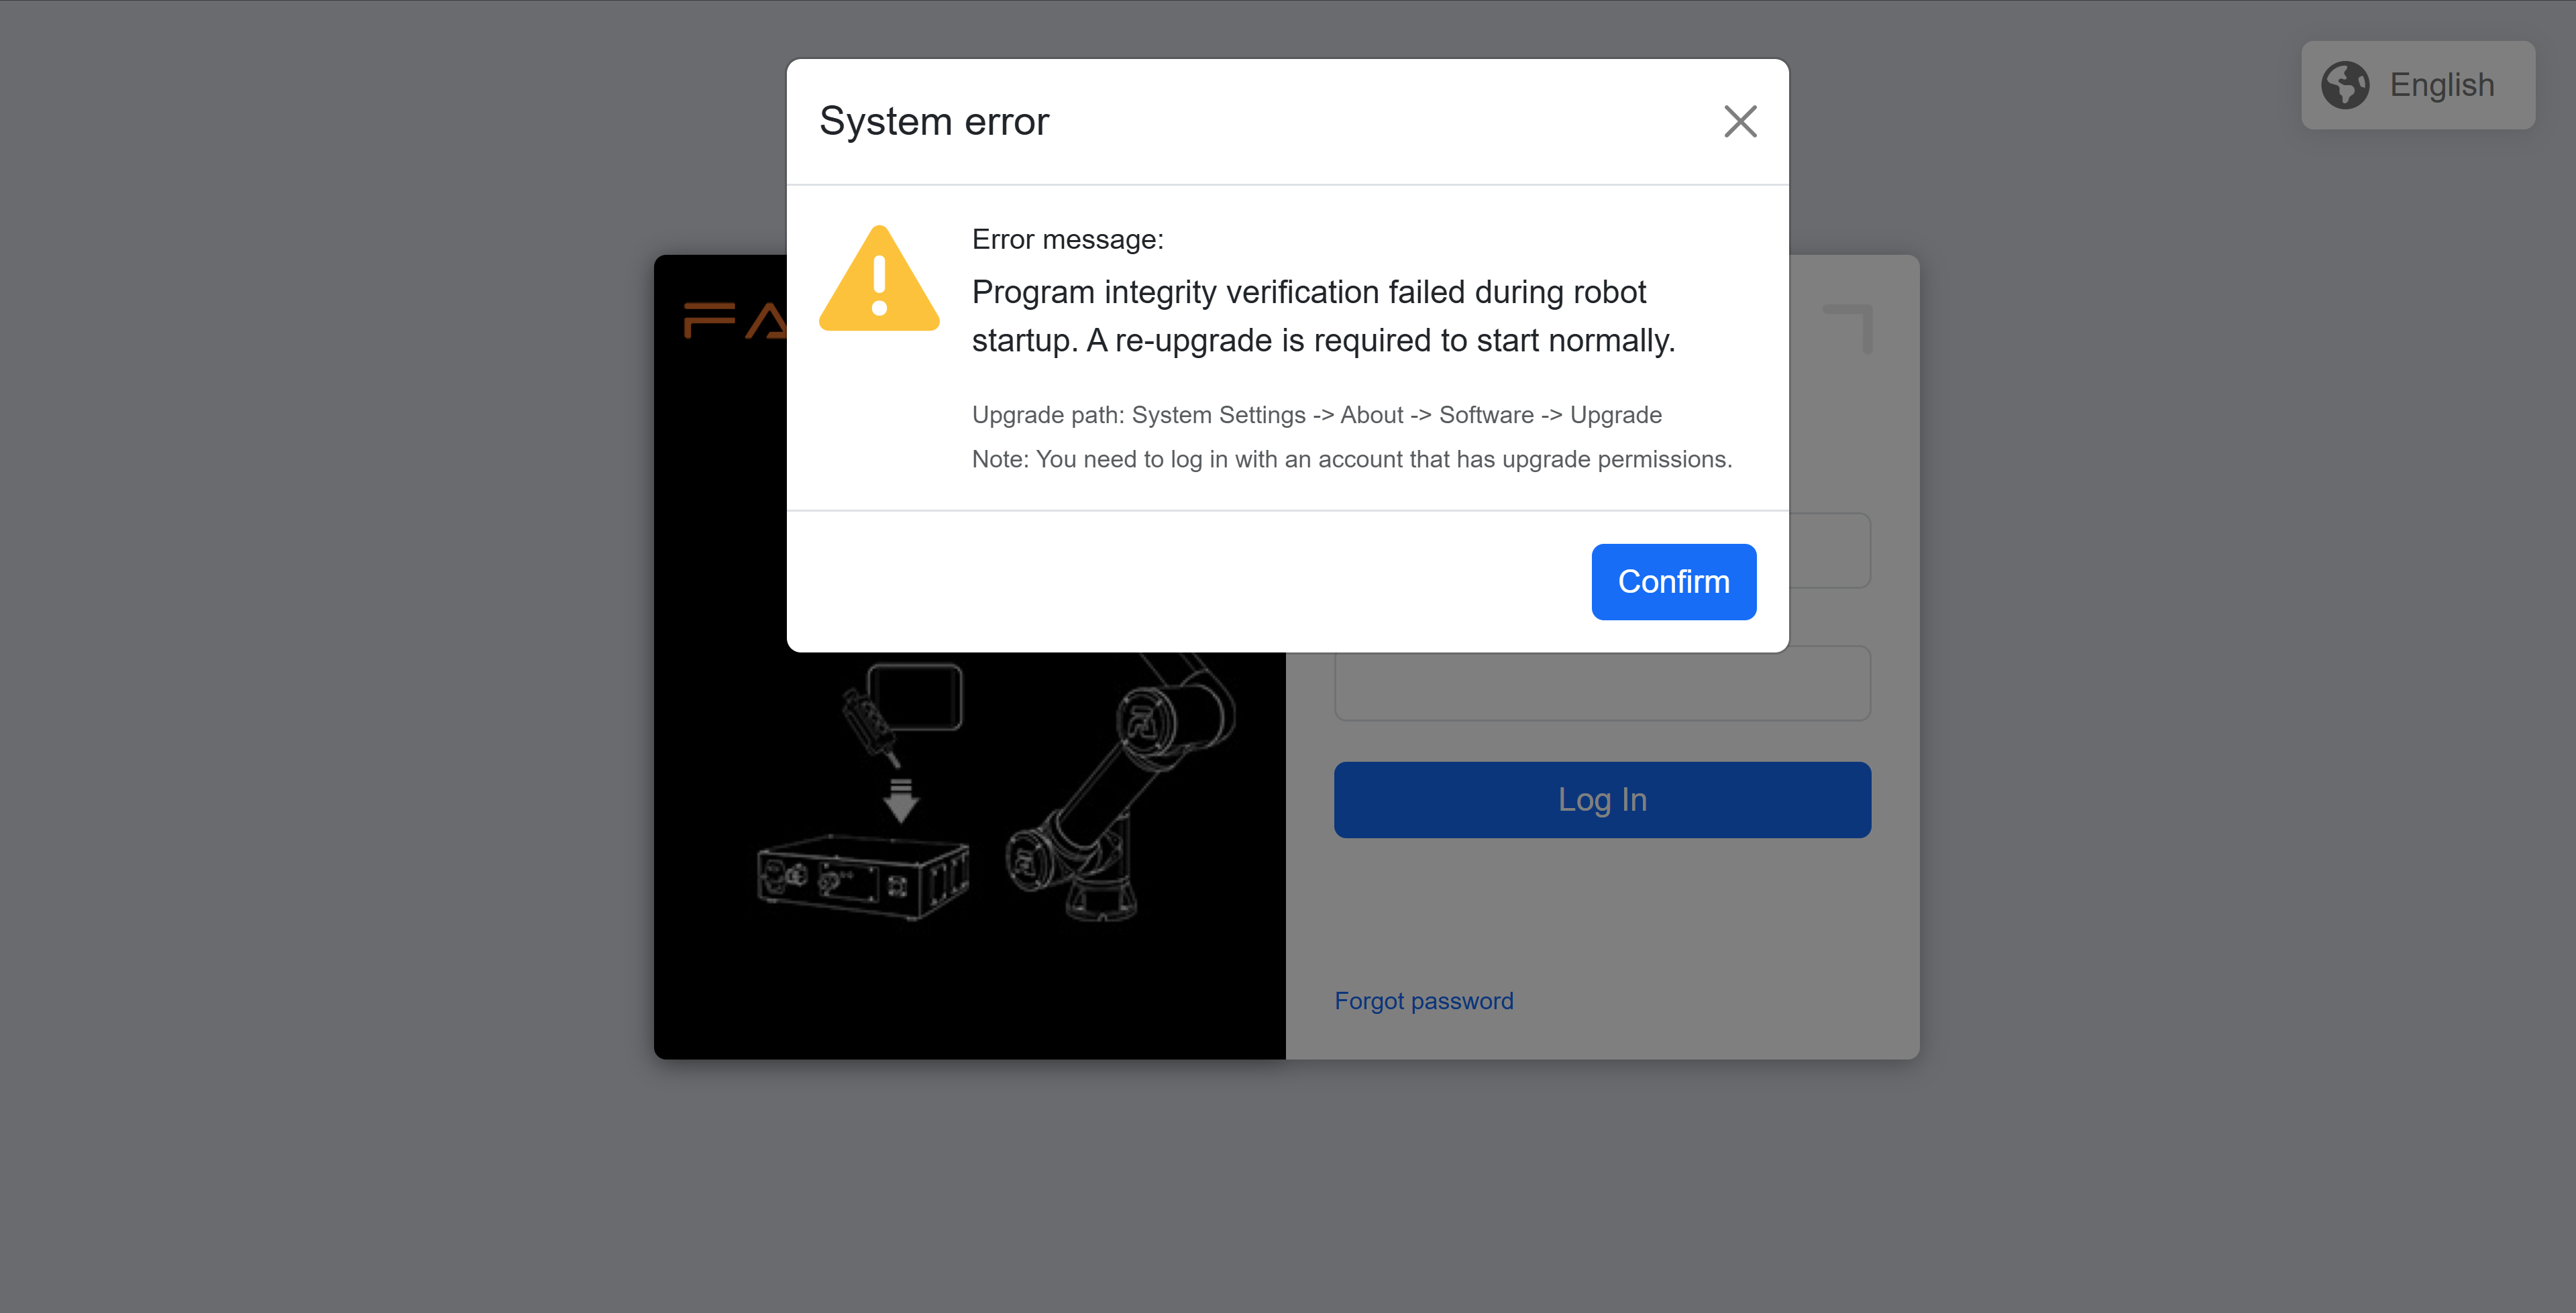 English
System error
Error message:
Program integrity verification failed during robot
startup. A re-upgrade is required to start normally.
Upgrade path: System Settings -> About -> Software -> Upgrade
Note: You need to log in with an account that has upgrade permissions.
Confirm
Log In
Forgot password